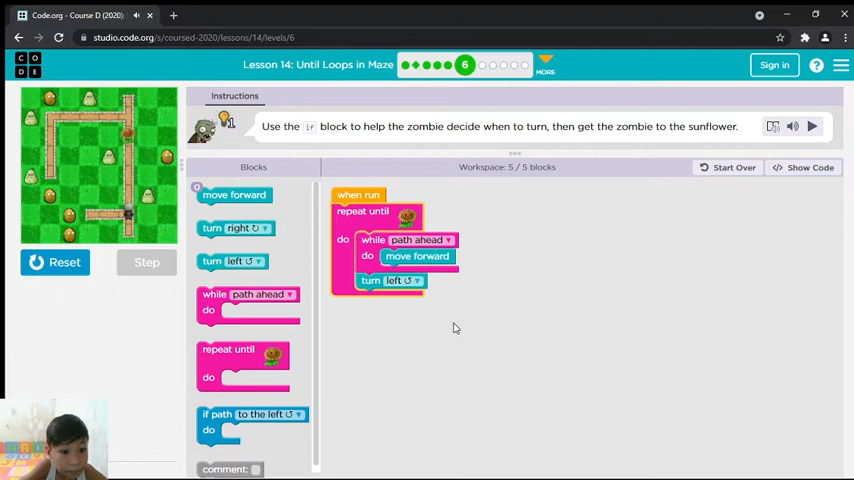 Code.org - Course D (2020)
studio.code.org/s/coursed-2020/lessons/14/levels/6
C O
D E
Lesson 14: Until Loops in Maze
6
MORE
Sign in
Instructions
1
Use the if block to help the zombie decide when to turn, then get the zombie to the sunflower.
Blocks
Workspace: 5 / 5 blocks
Start Over
Show Code
0
move forward
turn right ↻
turn left ↺
while path ahead
do
repeat until
do
if path to the left ↺
do
comment:
when run
repeat until
do
while path ahead
do
move forward
turn left ↺
Reset
Step